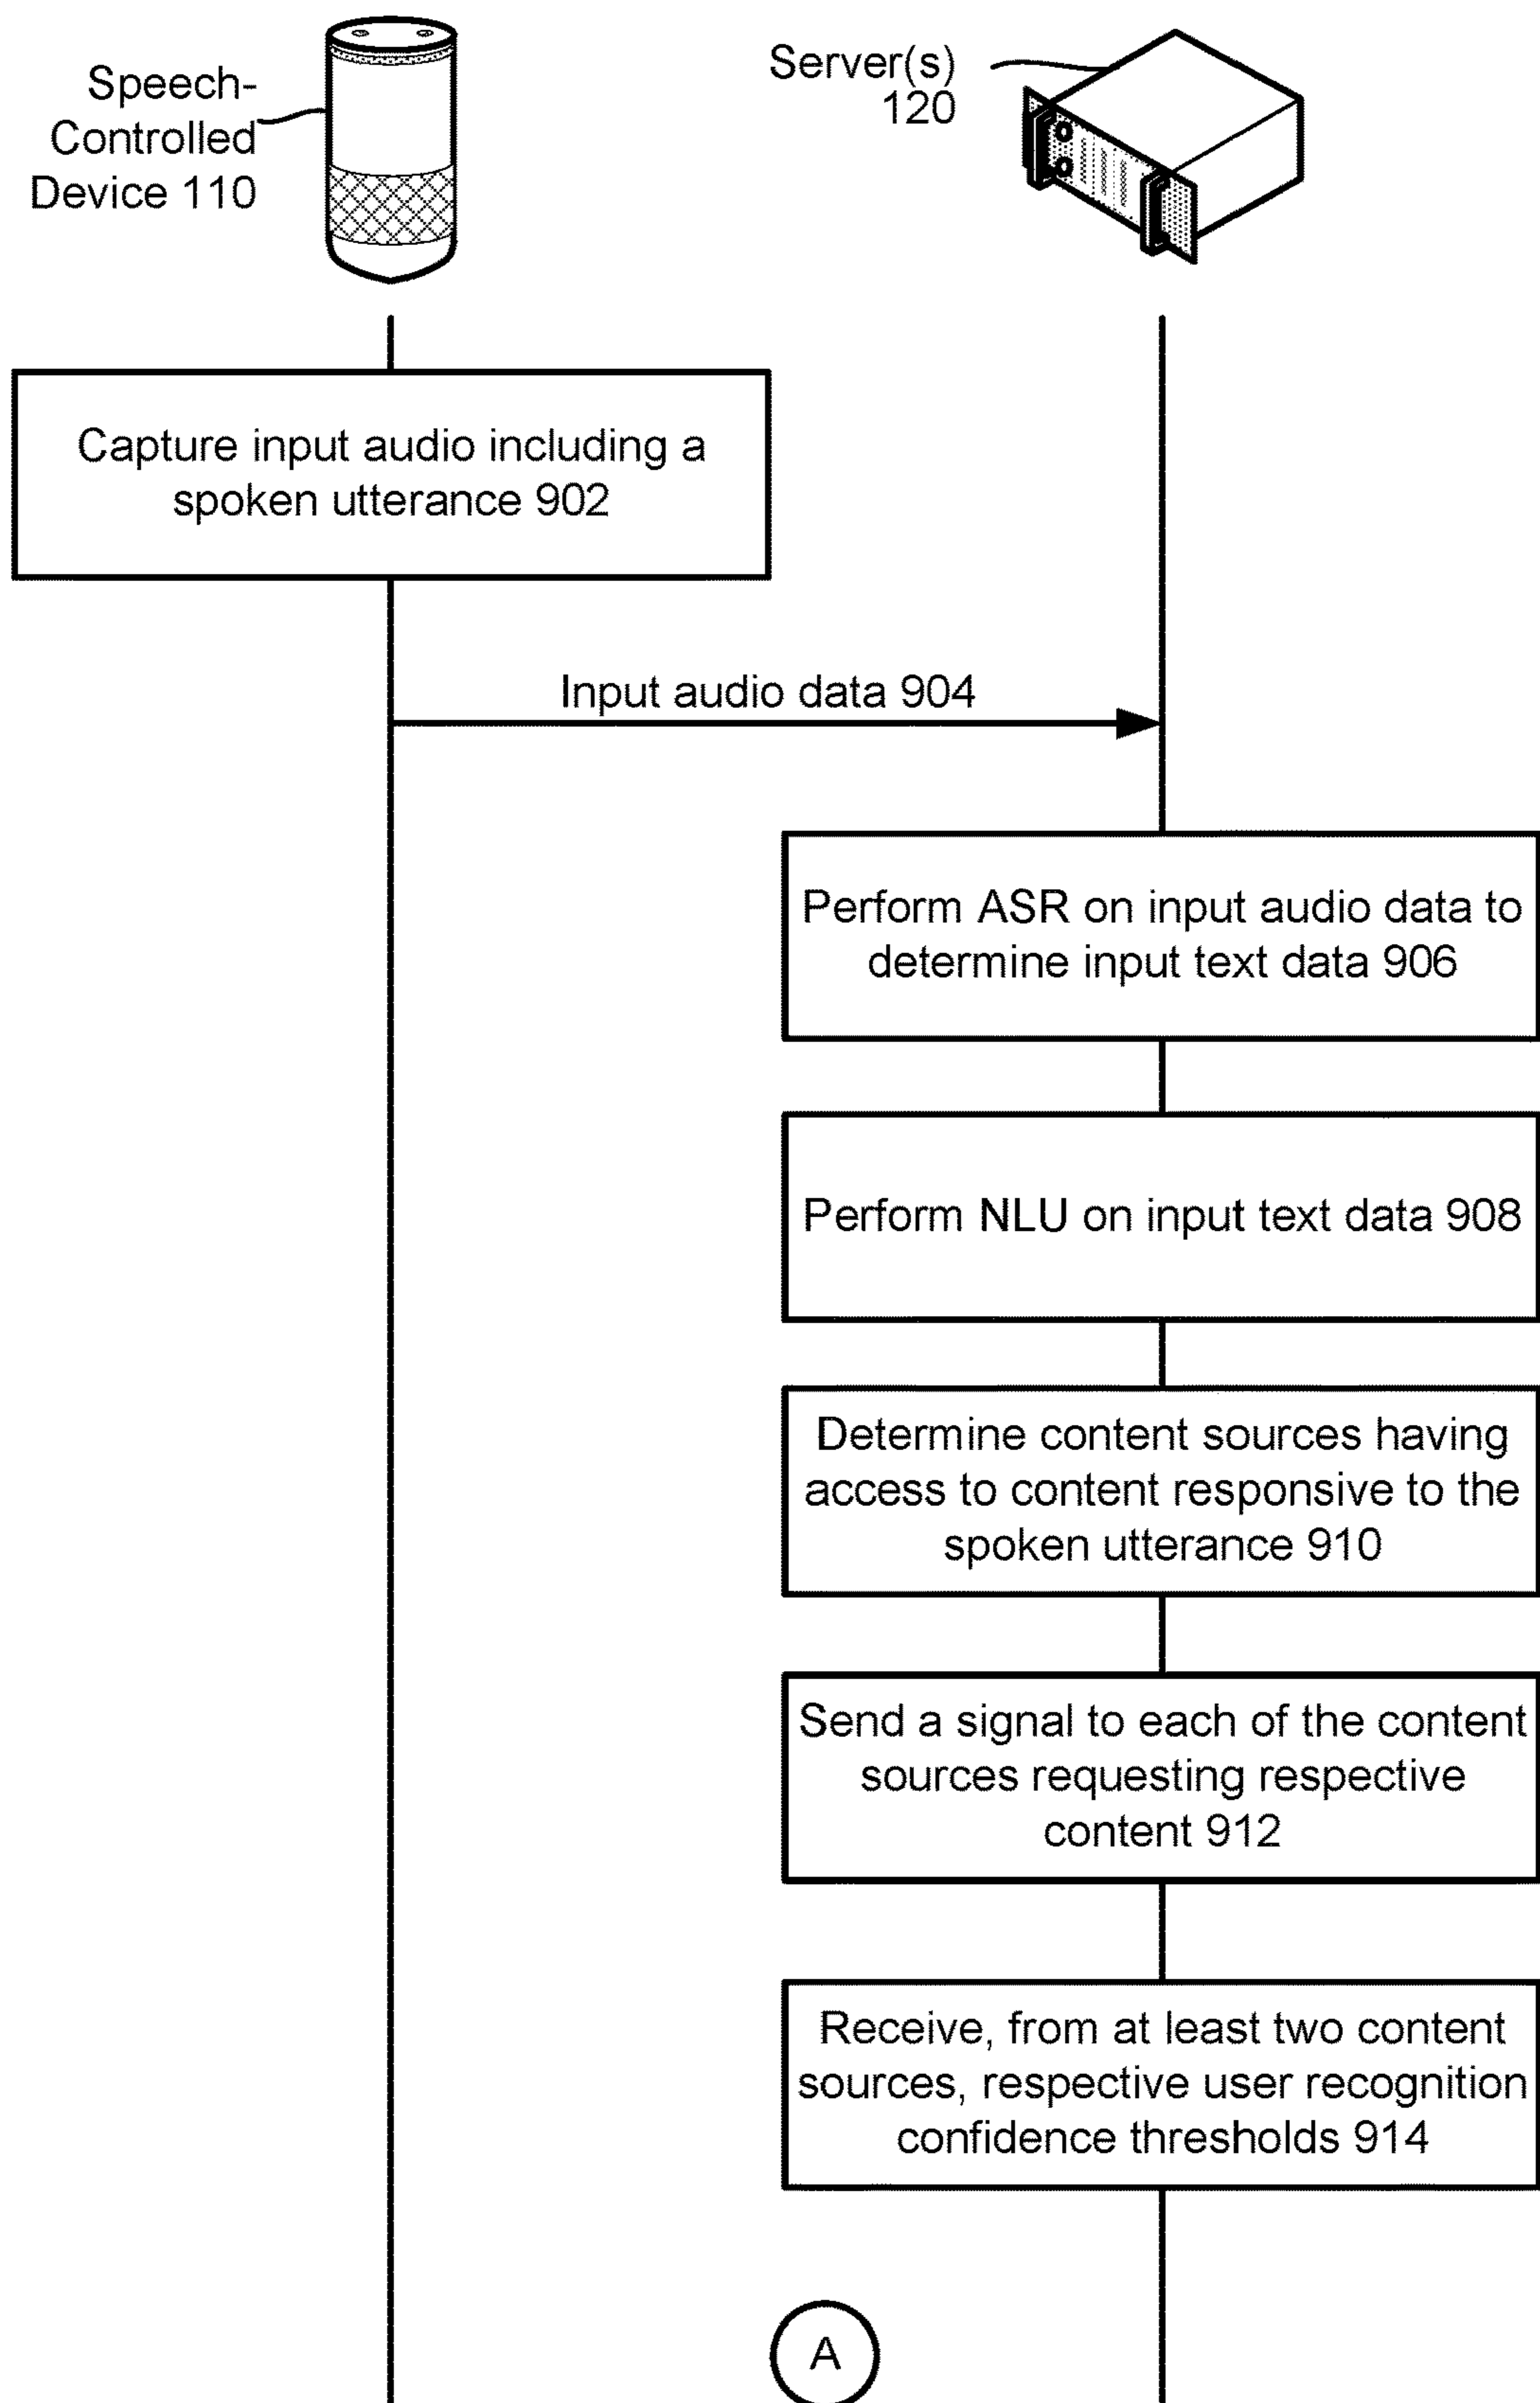 Speech-
Controlled
Device 110
Server(s)
120
Capture input audio including a
spoken utterance 902
Input audio data 904
Perform ASR on input audio data to
determine input text data 906
Perform NLU on input text data 908
Determine content sources having
access to content responsive to the
spoken utterance 910
Send a signal to each of the content
sources requesting respective
content 912
Receive, from at least two content
sources, respective user recognition
confidence thresholds 914
A